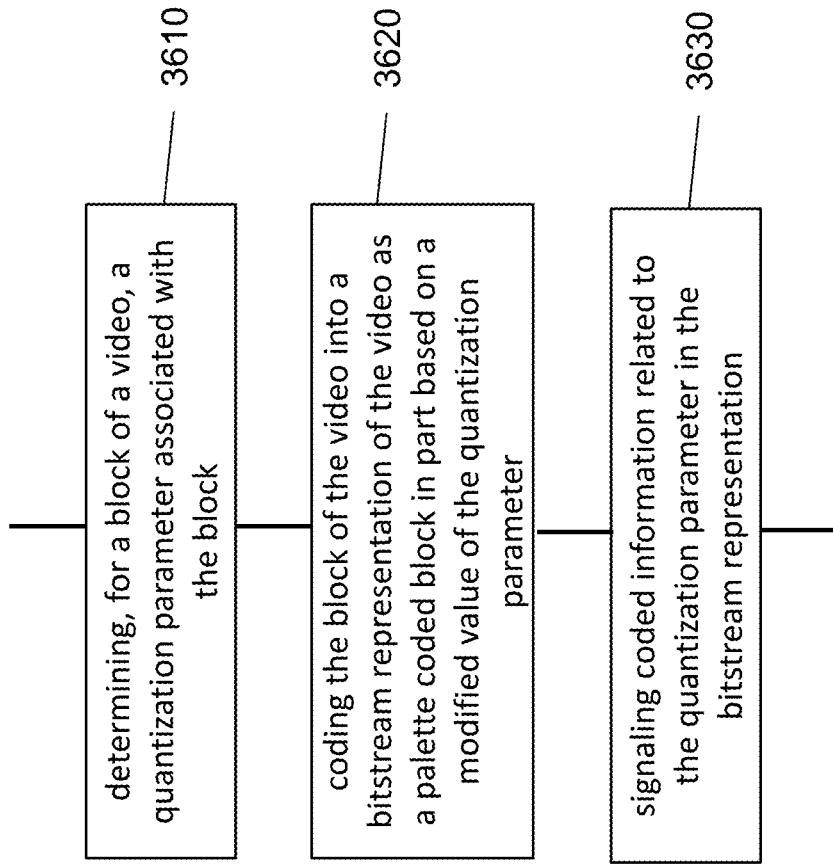 determining, for a block of a video, a
quantization parameter associated with
the block
3610
coding the block of the video into a
bitstream representation of the video as
a palette coded block in part based on a
modified value of the quantization
parameter
3620
signaling coded information related to
the quantization parameter in the
bitstream representation
3630